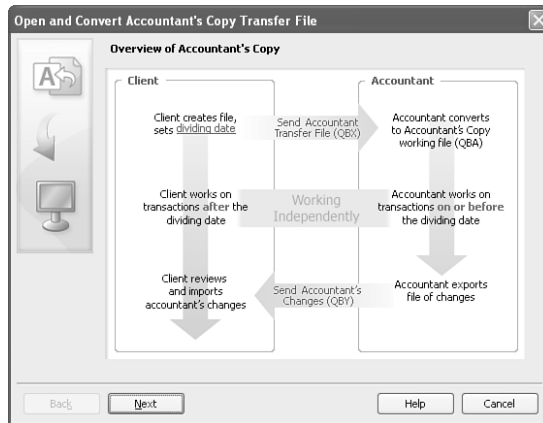 Open and Convert Accountant's Copy Transfer File
Overview of Accountant's Copy
Client
Client creates file,
sets dividing date
Client works on
transactions after the
dividing date
Client reviews
and imports
accountant's changes
Send Accountant
Transfer File (QBX)
Working
Independently
Send Accountant's
Changes (QBY)
Accountant
Accountant converts
to Accountant's Copy
working file (QBA)
Accountant works on
transactions on or before
the dividing date
Accountant exports
file of changes
Back
Next
Help
Cancel